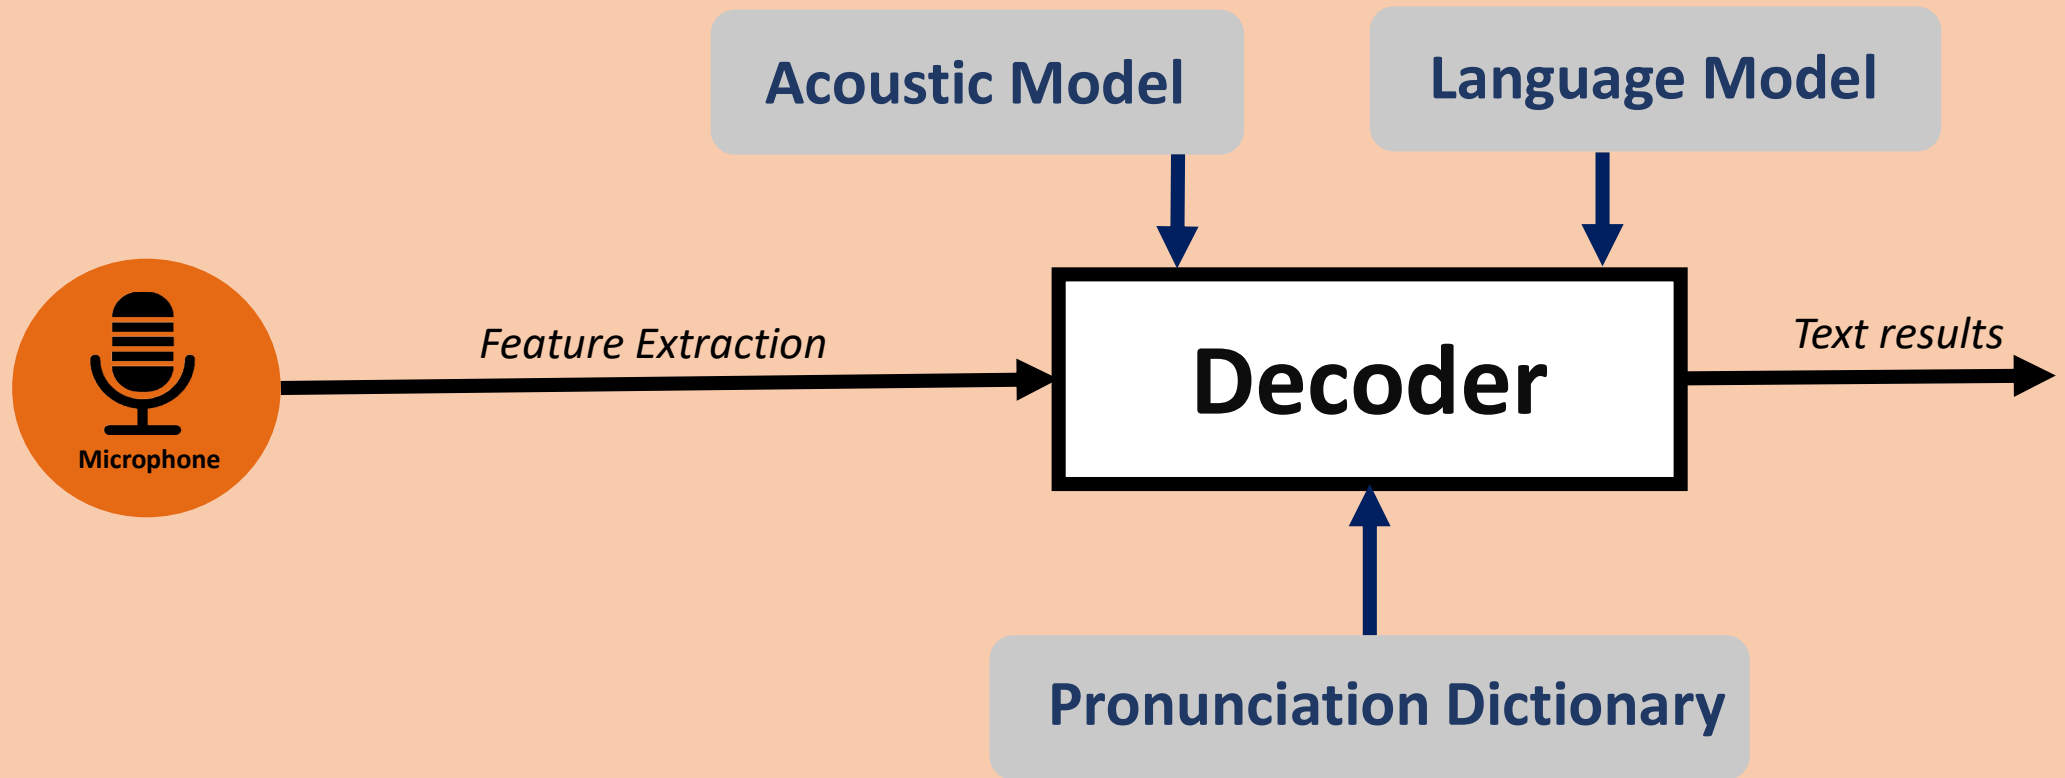 Acoustic Model
Language Model
Microphone
Feature Extraction
Decoder
Text results
Pronunciation Dictionary